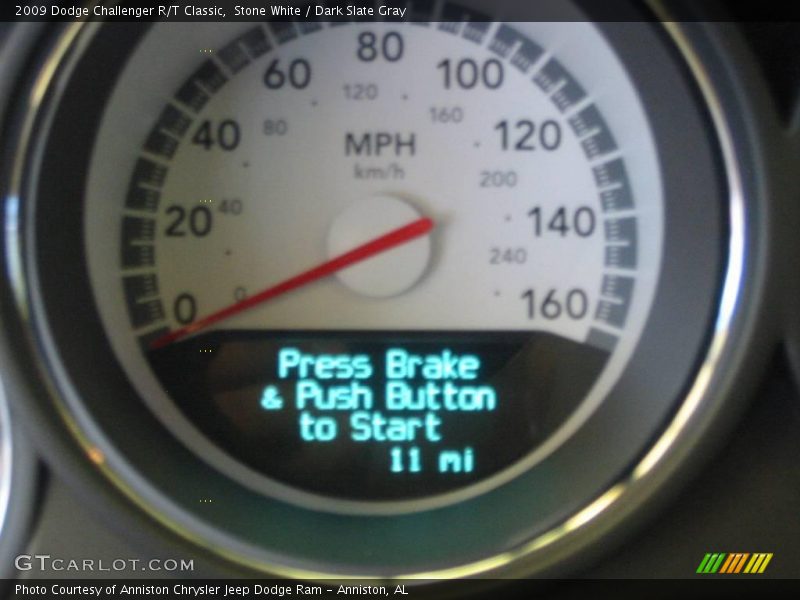 2009 Dodge Challenger R/T Classic, Stone White / Dark Slate Gray
80
60
100
120
40
80
160
120
MPH
km/h
200
20
40
140
240
0
0
160
Press Brake
& Push Button
to Start
11 mi
GTCARLOT.COM
Photo Courtesy of Anniston Chrysler Jeep Dodge Ram - Anniston, AL